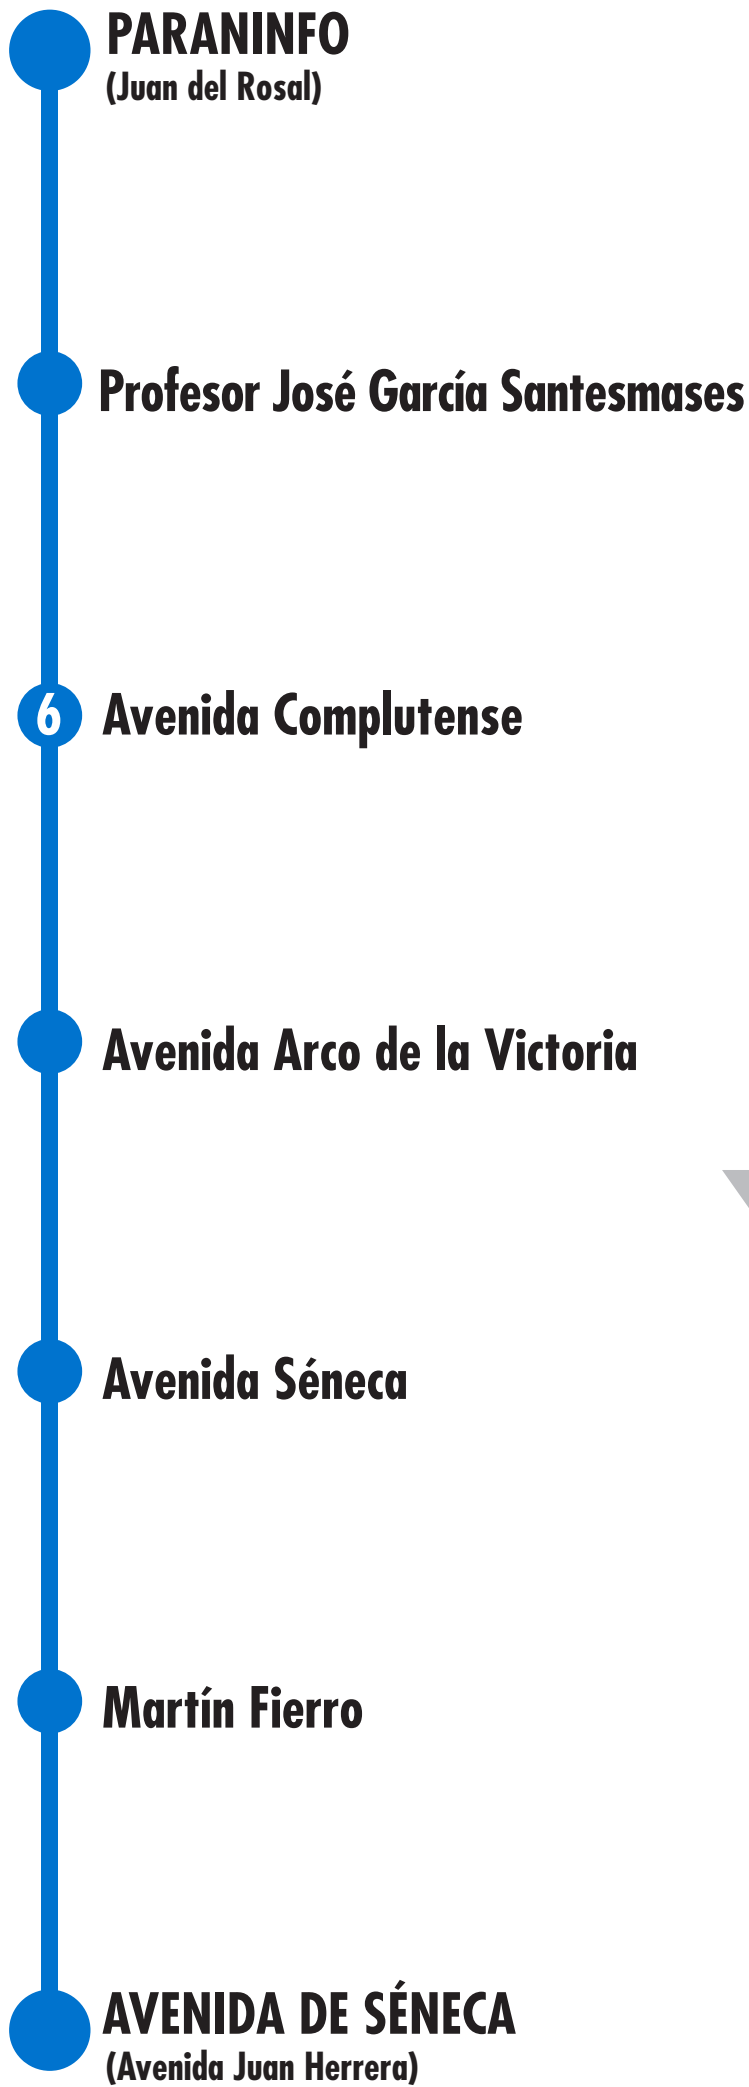 PARANINFO
(Juan del Rosal)
Profesor José García Santesmases
6 Avenida Complutense
Avenida Arco de la Victoria
Avenida Séneca
Martín Fierro
AVENIDA DE SÉNECA
(Avenida Juan Herrera)